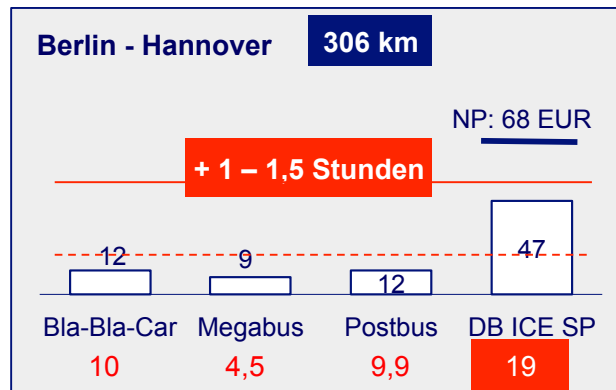 Berlin - Hannover 306 km
NP: 68 EUR
+ 1 – 1,5 Stunden
12 9 12 47
Bla-Bla-Car Megabus Postbus DB ICE SP
10 4,5 9,9 19